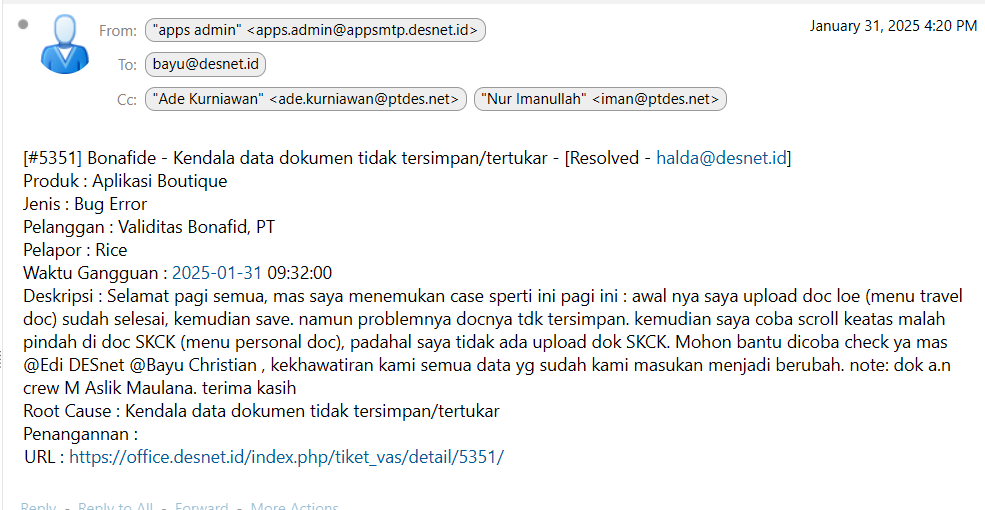 From: "apps admin" <apps.admin@appsmtp.desnet.id>
January 31, 2025 4:20 PM
To: bayu@desnet.id
Cc: "Ade Kurniawan" <ade.kurniawan@ptdes.net> "Nur Imanullah" <iman@ptdes.net>
[#5351] Bonafide - Kendala data dokumen tidak tersimpan/tertukar - [Resolved - halda@desnet.id]
Produk : Aplikasi Boutique
Jenis : Bug Error
Pelanggan : Validitas Bonafid, PT
Pelapor : Rice
Waktu Gangguan : 2025-01-31 09:32:00
Deskripsi : Selamat pagi semua, mas saya menemukan case sperti ini pagi ini : awal nya saya upload doc loe (menu travel
doc) sudah selesai, kemudian save. namun problemnya docnya tdk tersimpan. kemudian saya coba scroll keatas malah
pindah di doc SKCK (menu personal doc), padahal saya tidak ada upload dok SKCK. Mohon bantu dicoba check ya mas
@Edi DESnet @Bayu Christian , kekhawatiran kami semua data yg sudah kami masukan menjadi berubah. note: dok a.n
crew M Aslik Maulana. terima kasih
Root Cause : Kendala data dokumen tidak tersimpan/tertukar
Penangannan :
URL : https://office.desnet.id/index.php/tiket_vas/detail/5351/
Reply - Reply to All - Forward - More Actions